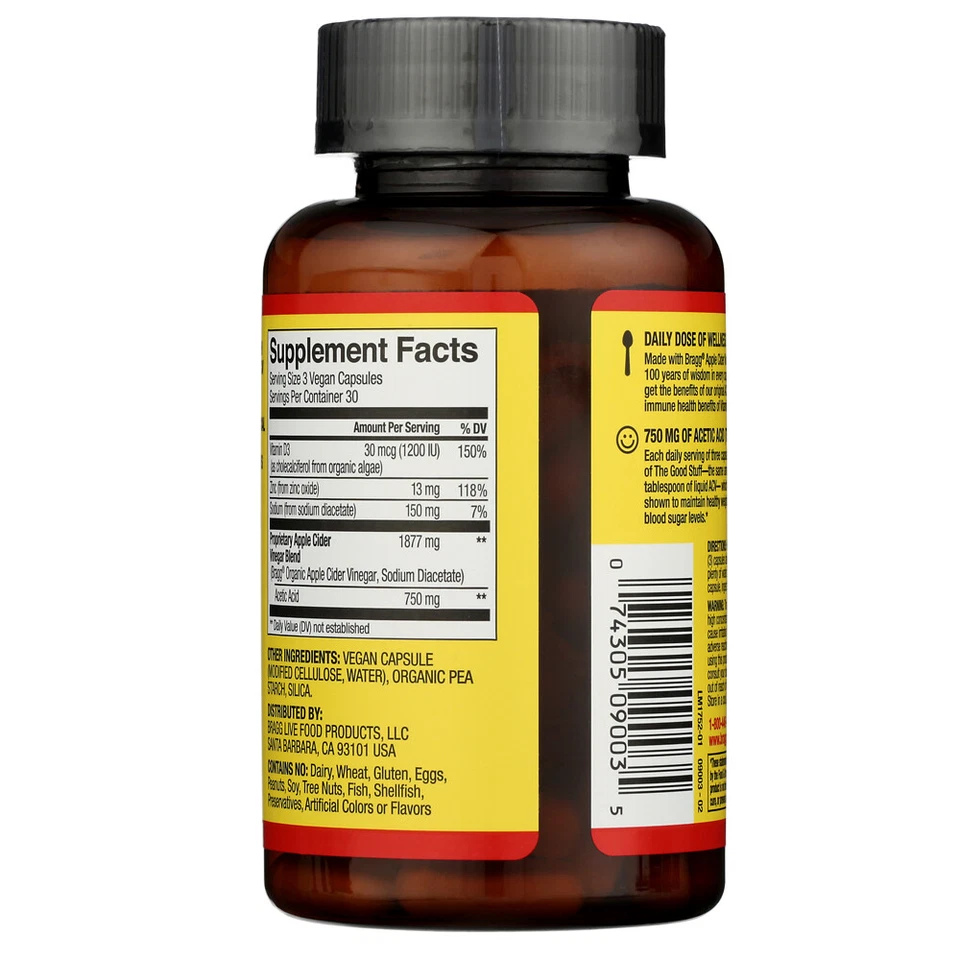 Supplement Facts
Serving Size 3 Vegan Capsules
Servings Per Container 30
Amount Per Serving % DV
Vitamin D3 30 mcg (1200 IU) 150%
(as cholecalciferol from organic algae)
Zinc (from zinc oxide) 13 mg 118%
Sodium (from sodium diacetate) 150 mg 7%
Proprietary Apple Cider 1877 mg **
Vinegar Blend
(Bragg® Organic Apple Cider Vinegar, Sodium Diacetate)
Acetic Acid 750 mg **
** Daily Value (DV) not established
OTHER INGREDIENTS: VEGAN CAPSULE
(MODIFIED CELLULOSE, WATER), ORGANIC PEA
STARCH, SILICA.
DISTRIBUTED BY:
BRAGG LIVE FOOD PRODUCTS, LLC
SANTA BARBARA, CA 93101 USA
CONTAINS NO: Dairy, Wheat, Gluten, Eggs,
Peanuts, Soy, Tree Nuts, Fish, Shellfish,
Preservatives, Artificial Colors or Flavors
DAILY DOSE OF
Made with Bragg® Apple
100 years of wisdom in every
get the benefits of our original
immune health benefits of
750 MG OF ACETIC ACID
Each daily serving of three
of The Good Stuff—the same
tablespoon of liquid ACV—
shown to maintain healthy
blood sugar levels.*
0 74305 09003 5
LM1752-01 09003 02